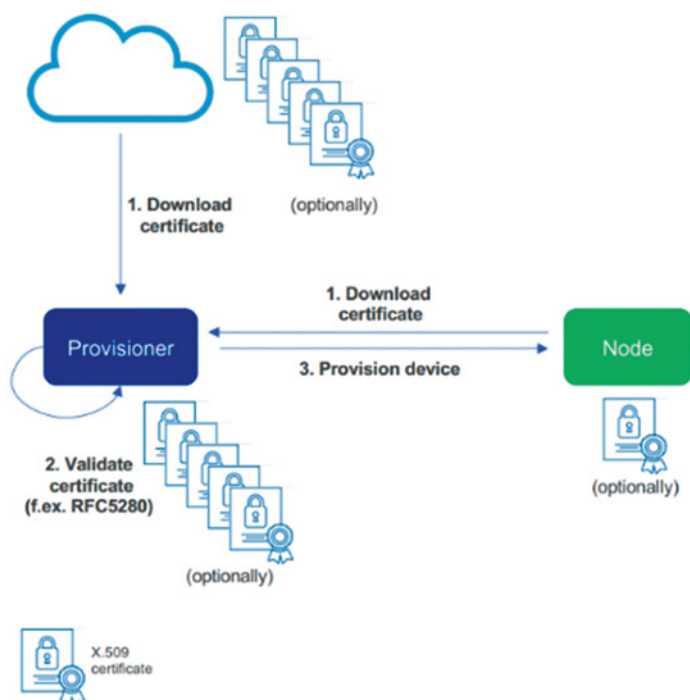 1. Download
certificate
(optionally)
1. Download
certificate
Provisioner
Node
3. Provision device
2. Validate
certificate
(f.ex. RFC5280)
(optionally)
(optionally)
X.509
certificate